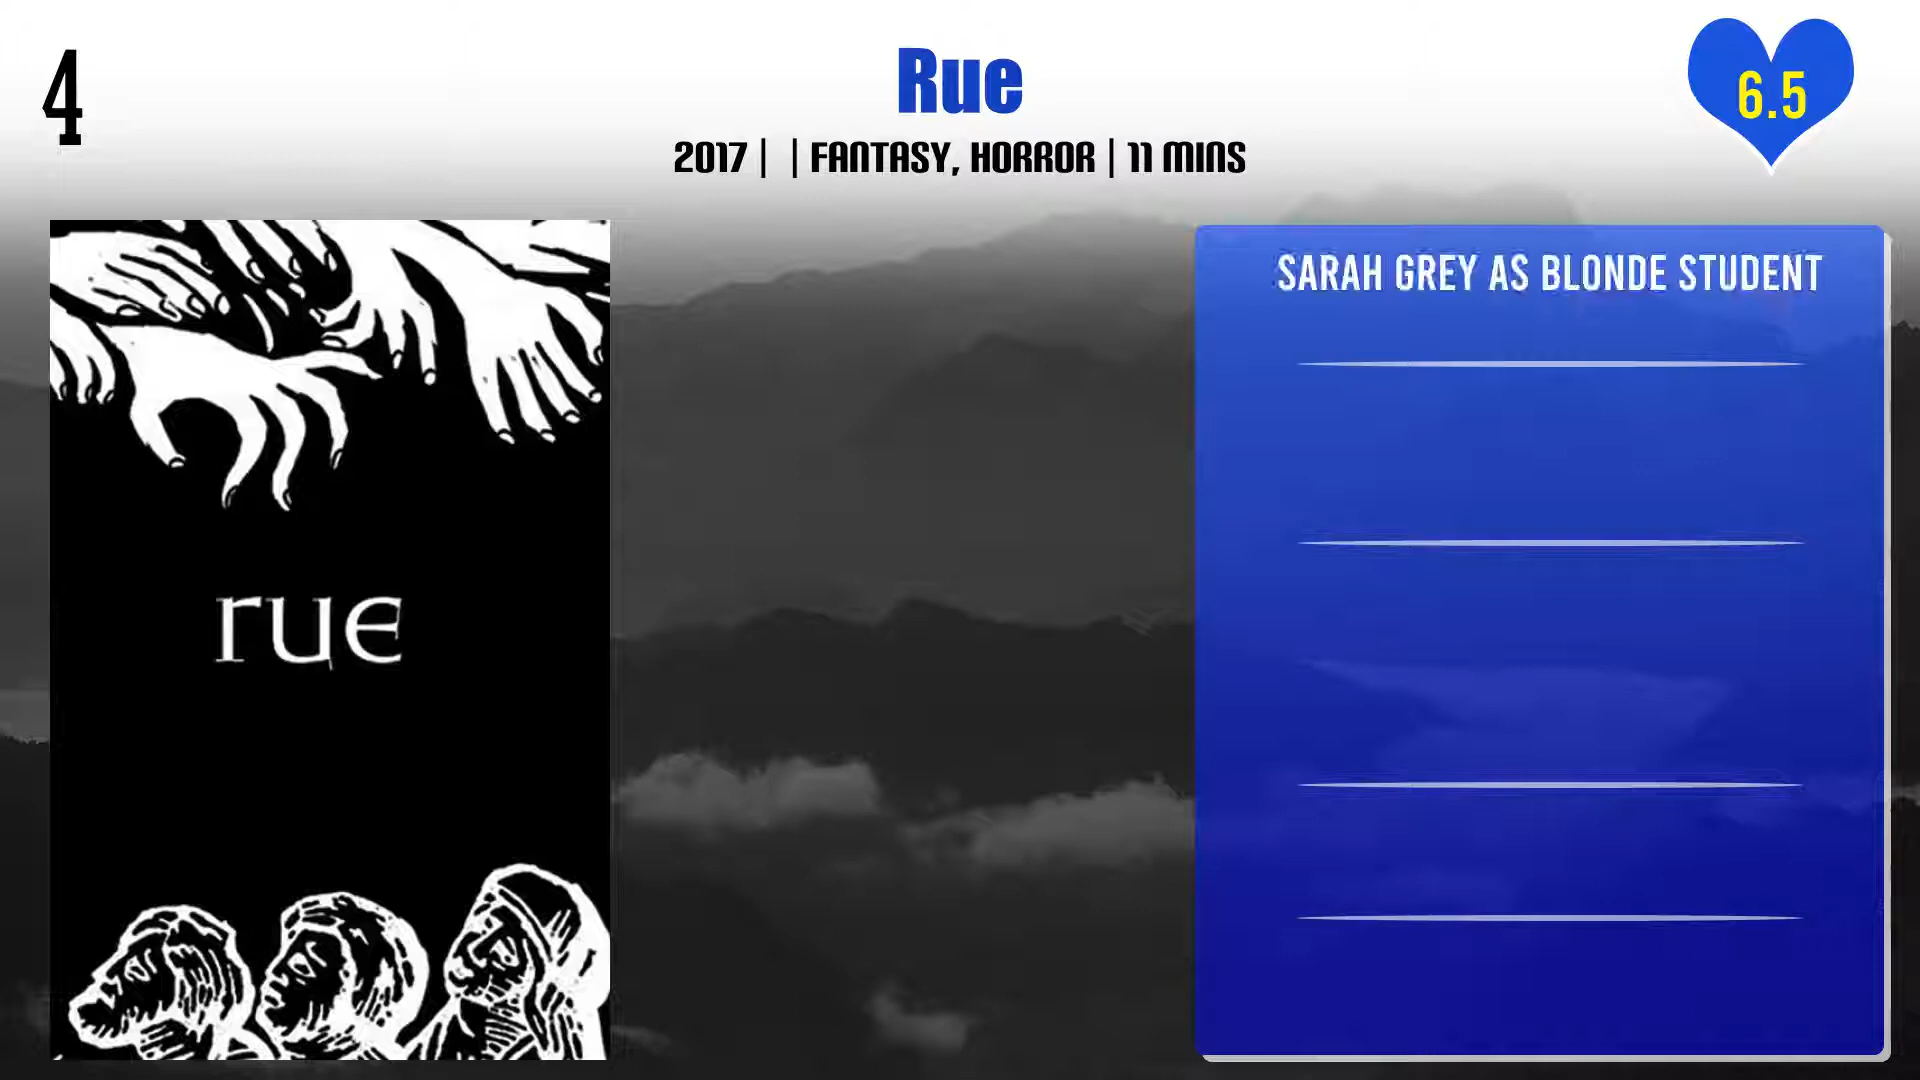 4
Rue
6.5
2017 | | FANTASY, HORROR | 11 MINS
SARAH GREY AS BLONDE STUDENT
rue